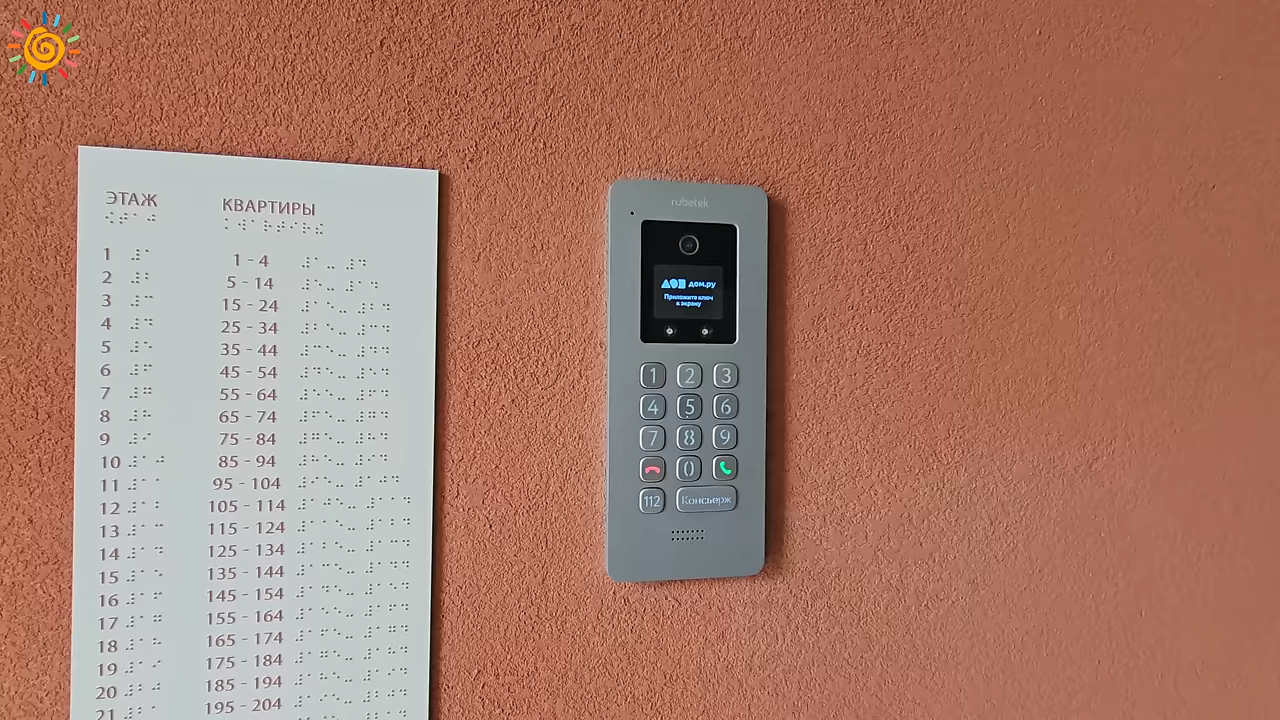 ЭТАЖ КВАРТИРЫ
1 1 - 4
2 5 - 14
3 15 - 24
4 25 - 34
5 35 - 44
6 45 - 54
7 55 - 64
8 65 - 74
9 75 - 84
10 85 - 94
11 95 - 104
12 105 - 114
13 115 - 124
14 125 - 134
15 135 - 144
16 145 - 154
17 155 - 164
18 165 - 174
19 175 - 184
20 185 - 194
21 195 - 204
rubetek
дом.ру
Приложите ключ
к экрану
1 2 3
4 5 6
7 8 9
0
112 Консьерж